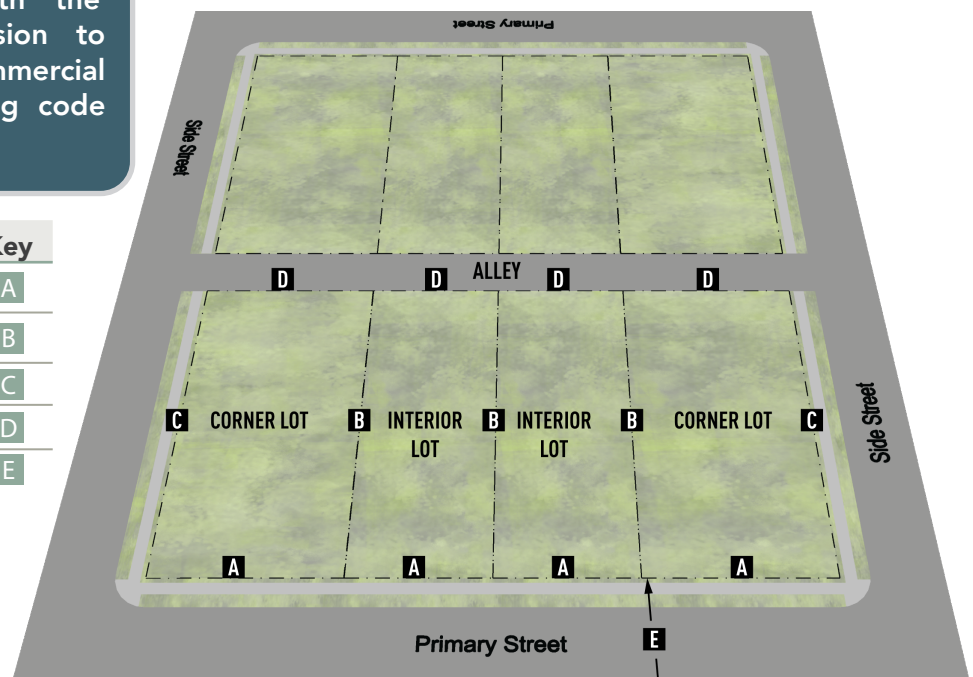 th the
sion to
mmercial
g code
Key
A
B
C
D
E
Primary Street
Side Street
ALLEY
D D D D
C CORNER LOT B INTERIOR LOT B INTERIOR LOT B CORNER LOT C
Side Street
A A A A
Primary Street
E